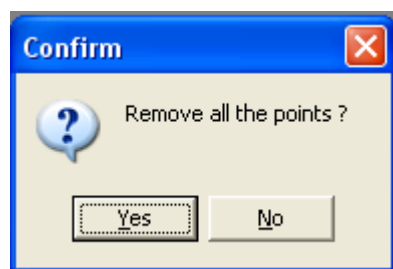 Confirm
Remove all the points ?
Yes No